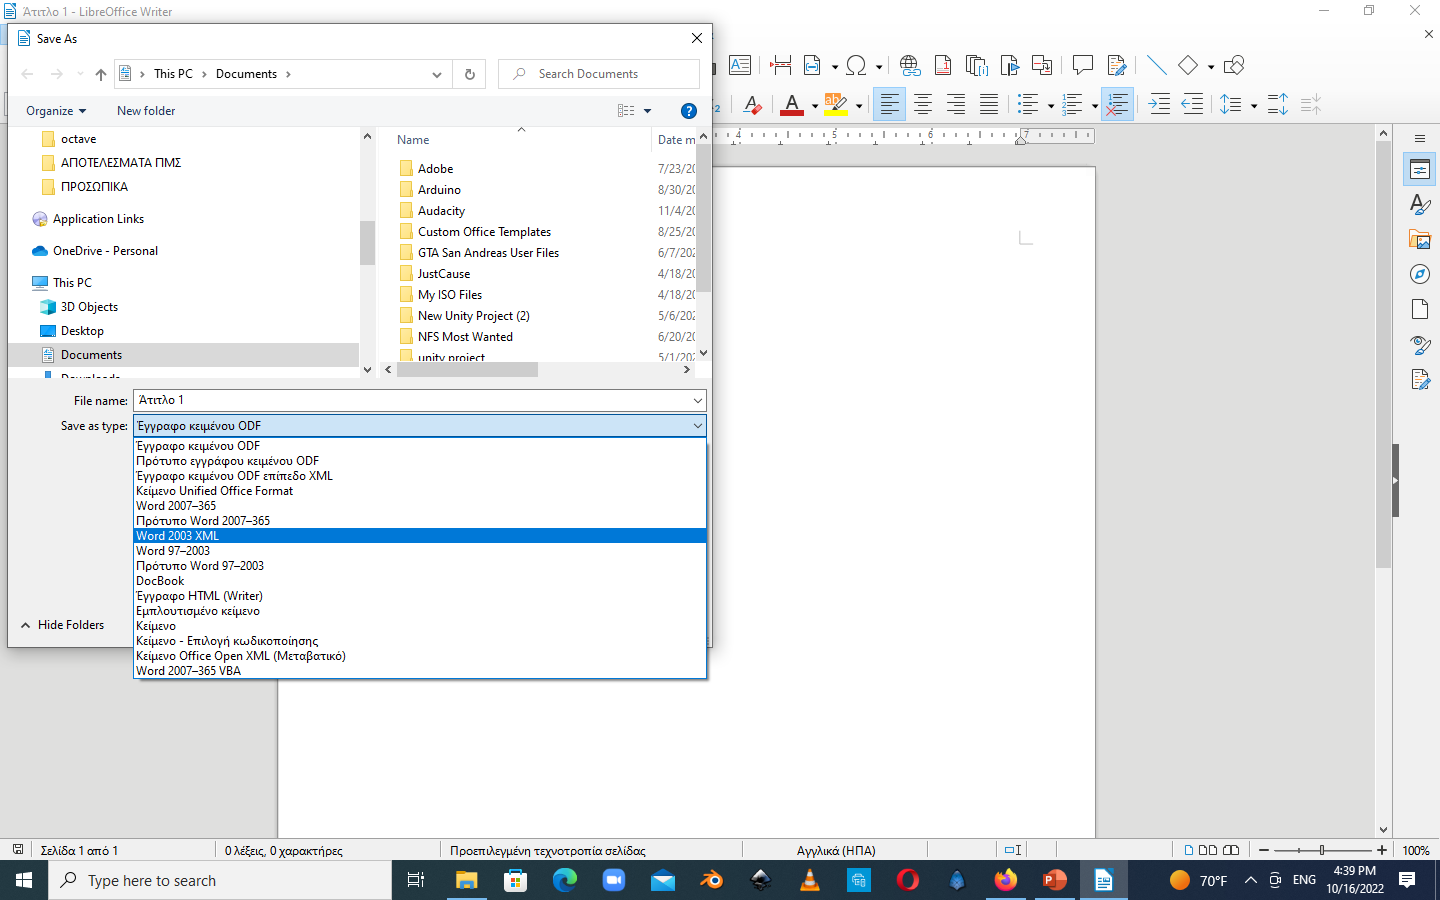 Άτιτλο 1 - LibreOffice Writer
Save As
This PC
Documents
Search Documents
Organize
New folder
octave
ΑΠΟΤΕΛΕΣΜΑΤΑ ΠΜΣ
ΠΡΟΣΩΠΙΚΑ
Application Links
OneDrive - Personal
This PC
3D Objects
Desktop
Documents
Downloads
Name
Date m
Adobe 7/23/20
Arduino 8/30/20
Audacity 11/4/20
Custom Office Templates 8/25/20
GTA San Andreas User Files 6/7/202
JustCause 4/18/20
My ISO Files 4/18/20
New Unity Project (2) 5/6/202
NFS Most Wanted 6/20/20
unity project 5/1/202
File name: Άτιτλο 1
Save as type: Έγγραφο κειμένου ODF
Έγγραφο κειμένου ODF
Πρότυπο εγγράφου κειμένου ODF
Έγγραφο κειμένου ODF επίπεδο XML
Κείμενο Unified Office Format
Word 2007–365
Πρότυπο Word 2007–365
Word 2003 XML
Word 97–2003
Πρότυπο Word 97–2003
DocBook
Έγγραφο HTML (Writer)
Εμπλουτισμένο κείμενο
Κείμενο
Κείμενο - Επιλογή κωδικοποίησης
Κείμενο Office Open XML (Μεταβατικό)
Word 2007–365 VBA
Hide Folders
4 5 6 7
Σελίδα 1 από 1
0 λέξεις, 0 χαρακτήρες
Προεπιλεγμένη τεχνοτροπία σελίδας
Αγγλικά (ΗΠΑ)
100%
Type here to search
70°F
ENG
4:39 PM
10/16/2022